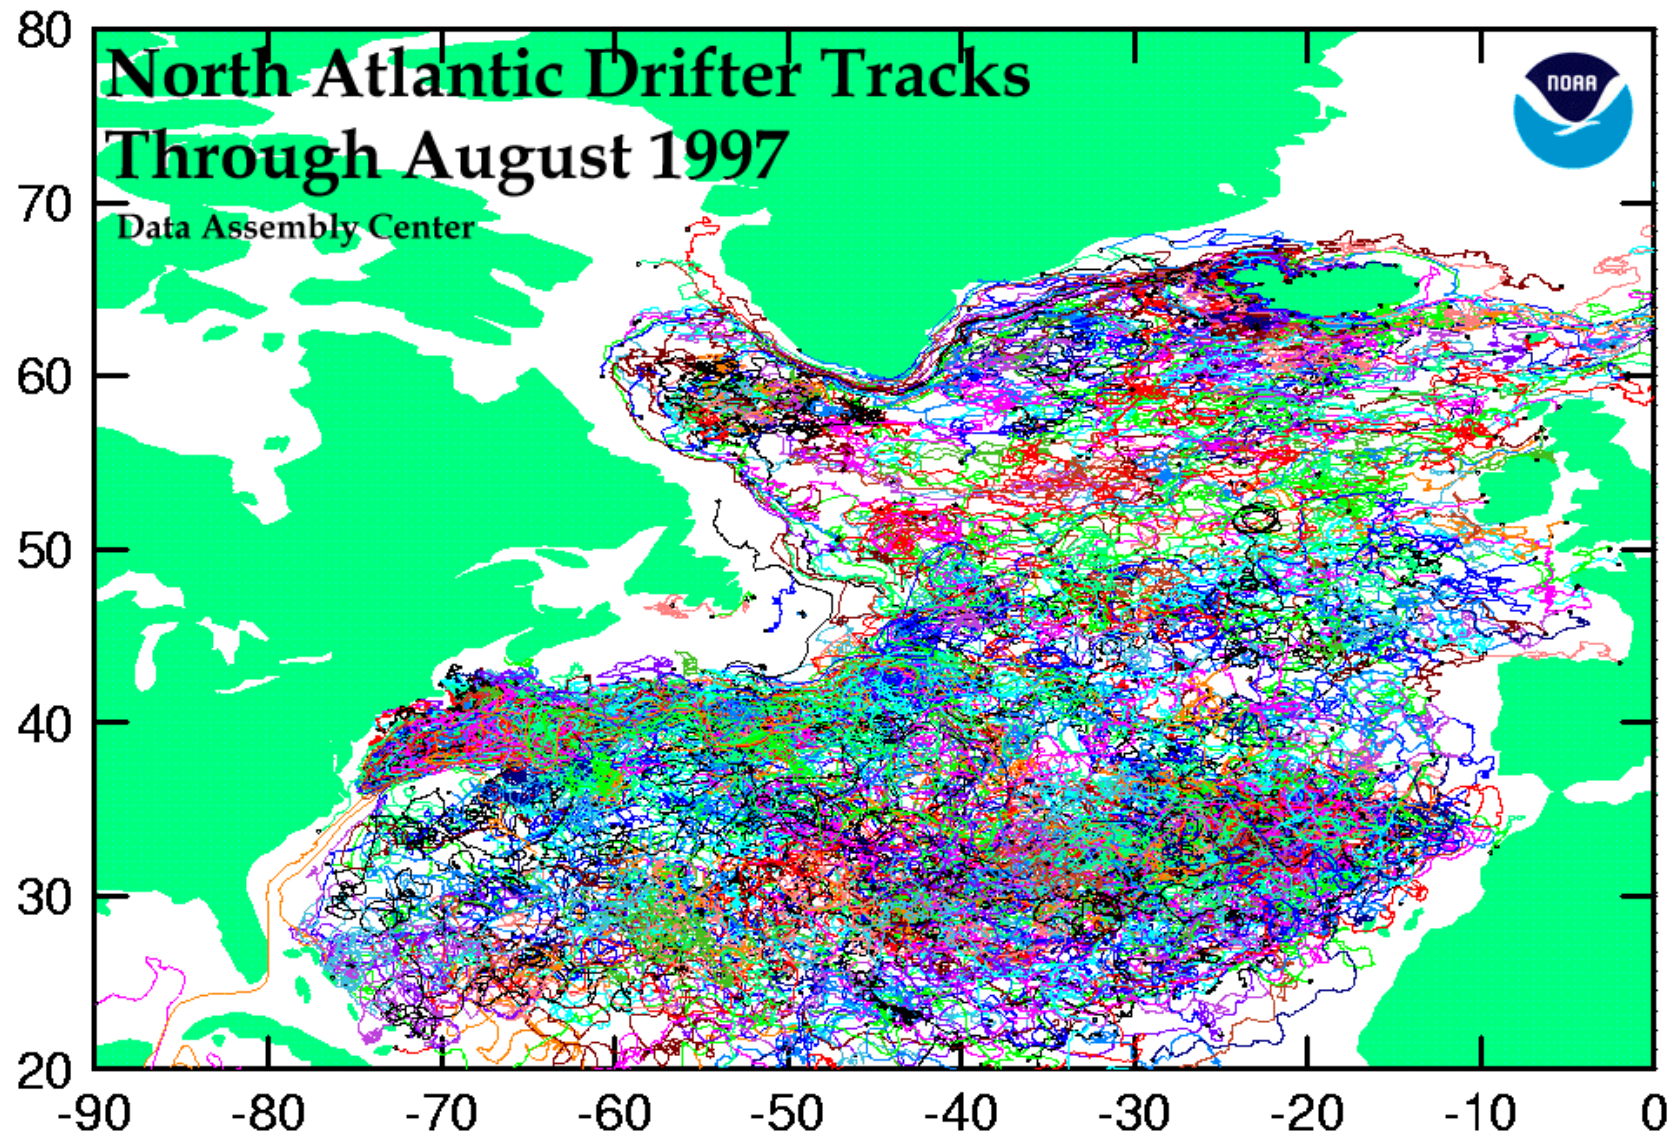 North Atlantic Drifter Tracks
Through August 1997
Data Assembly Center
NOAA
80
70
60
50
40
30
20
-90 -80 -70 -60 -50 -40 -30 -20 -10 0